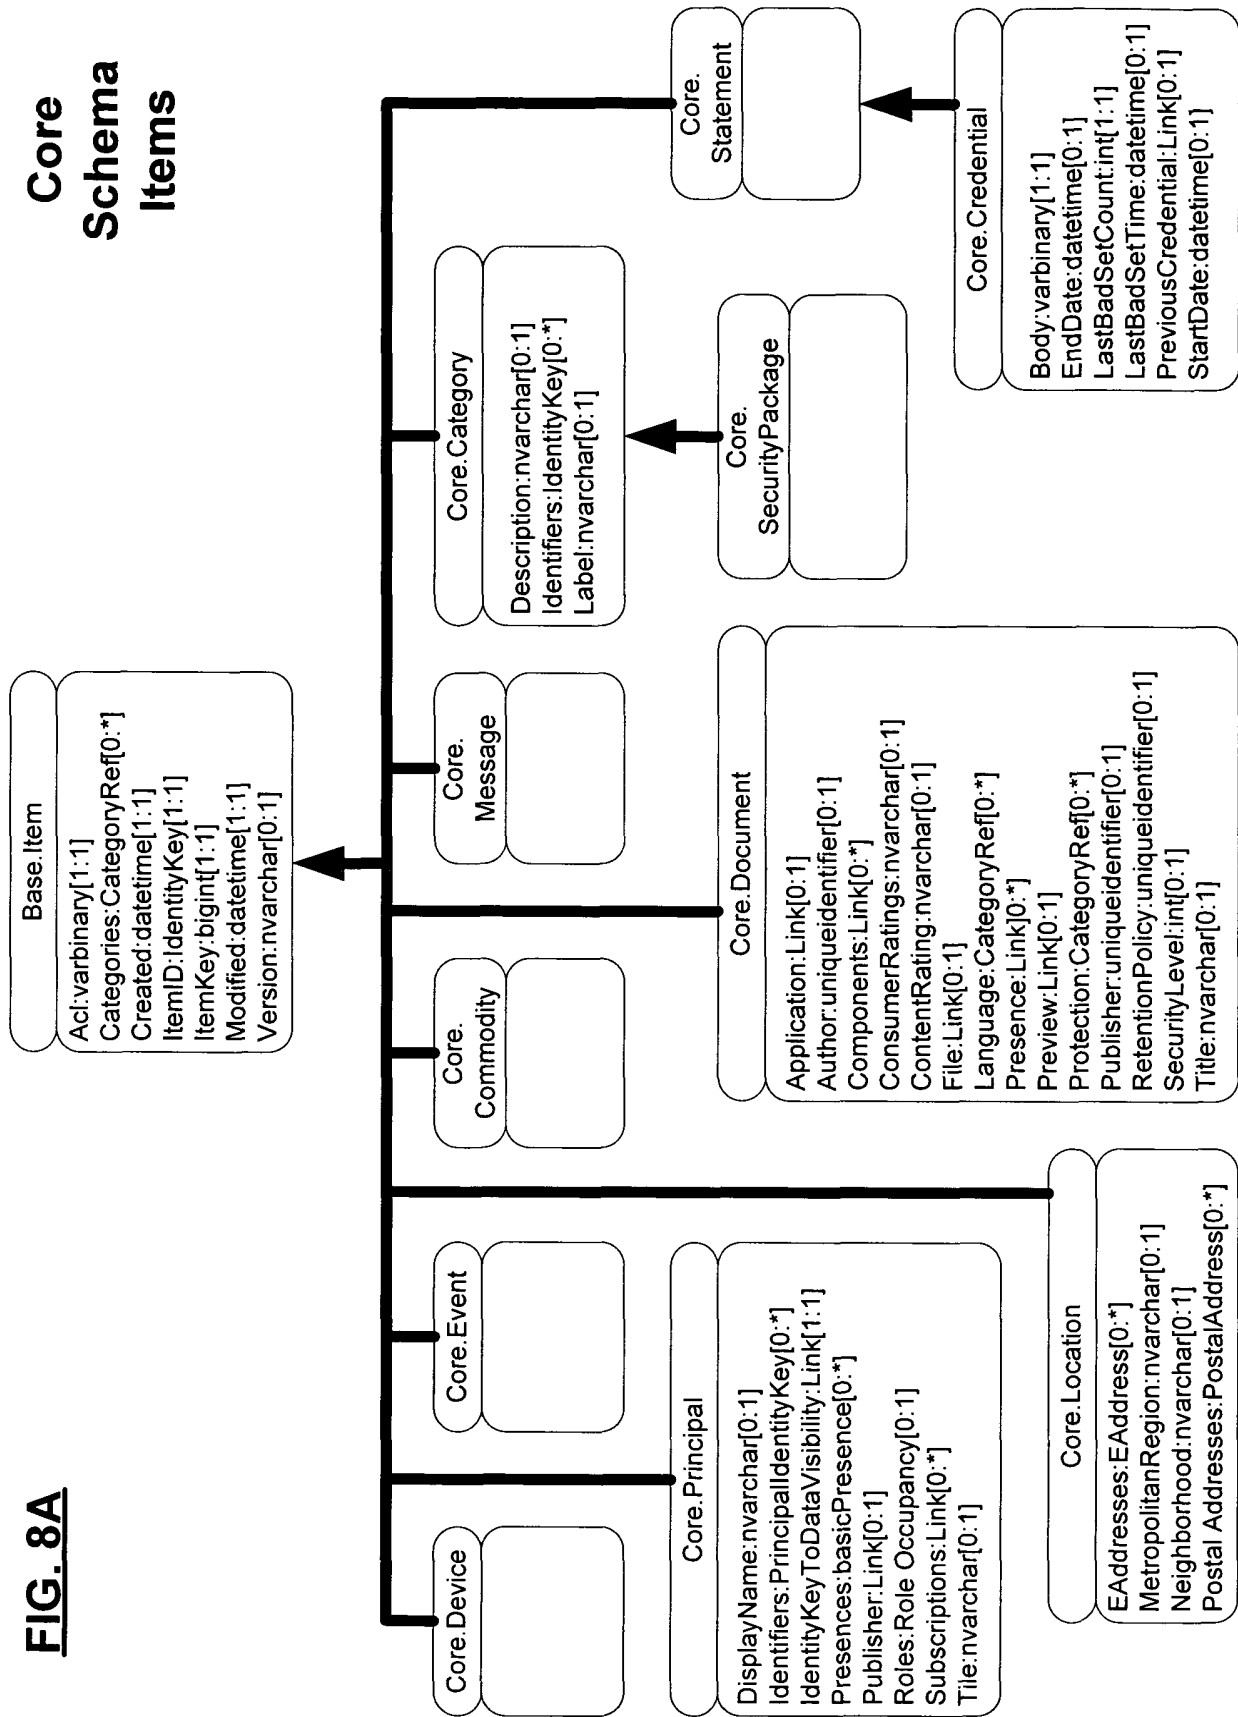 FIG. 8A
Core
Schema
Items
Base.Item
Acl:varbinary[1:1]
Categories:CategoryRef[0:*]
Created:datetime[1:1]
ItemID:IdentityKey[1:1]
ItemKey:bigint[1:1]
Modified:datetime[1:1]
Version:nvarchar[0:1]
Core.Device
Core.Event
Core.
Commodity
Core.
Message
Core.Category
Description:nvarchar[0:1]
Identifiers:IdentityKey[0:*]
Label:nvarchar[0:1]
Core.
Statement
Core.Principal
DisplayName:nvarchar[0:1]
Identifiers:PrincipalIdentityKey[0:*]
IdentityKeyToDataVisibility:Link[1:1]
Presences:basicPresence[0:*]
Publisher:Link[0:1]
Roles:Role Occupancy[0:1]
Subscriptions:Link[0:*]
Tile:nvarchar[0:1]
Core.Document
Application:Link[0:1]
Author:uniqueidentifier[0:1]
Components:Link[0:*]
ConsumerRatings:nvarchar[0:1]
ContentRating:nvarchar[0:1]
File:Link[0:1]
Language:CategoryRef[0:*]
Presence:Link]0:*]
Preview:Link[0:1]
Protection:CategoryRef[0:*]
Publisher:uniqueidentifier[0:1]
RetentionPolicy:uniqueidentifier[0:1]
SecurityLevel:int[0:1]
Title:nvarchar[0:1]
Core.
SecurityPackage
Core.Credential
Body:varbinary[1:1]
EndDate:datetime[0:1]
LastBadSetCount:int[1:1]
LastBadSetTime:datetime[0:1]
PreviousCredential:Link[0:1]
StartDate:datetime[0:1]
Core.Location
EAddresses:EAddress[0:*]
MetropolitanRegion:nvarchar[0:1]
Neighborhood:nvarchar[0:1]
Postal Addresses:PostalAddress[0:*]